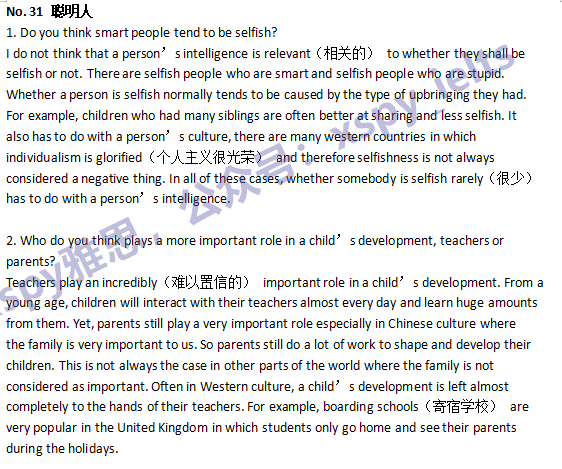 No. 31 聪明人
1. Do you think smart people tend to be selfish?
I do not think that a person’s intelligence is relevant（相关的） to whether they shall be
selfish or not. There are selfish people who are smart and selfish people who are stupid.
Whether a person is selfish normally tends to be caused by the type of upbringing they had.
For example, children who had many siblings are often better at sharing and less selfish. It
also has to do with a person’s culture, there are many western countries in which
individualism is glorified（个人主义很光荣） and therefore selfishness is not always
considered a negative thing. In all of these cases, whether somebody is selfish rarely（很少）
has to do with a person’s intelligence.
2. Who do you think plays a more important role in a child’s development, teachers or
parents?
Teachers play an incredibly（难以置信的） important role in a child’s development. From a
young age, children will interact with their teachers almost every day and learn huge amounts
from them. Yet, parents still play a very important role especially in Chinese culture where
the family is very important to us. So parents still do a lot of work to shape and develop their
children. This is not always the case in other parts of the world where the family is not
considered as important. Often in Western culture, a child’s development is left almost
completely to the hands of their teachers. For example, boarding schools（寄宿学校） are
very popular in the United Kingdom in which students only go home and see their parents
during the holidays.
xspy雅思，公众号：xspy_ielts